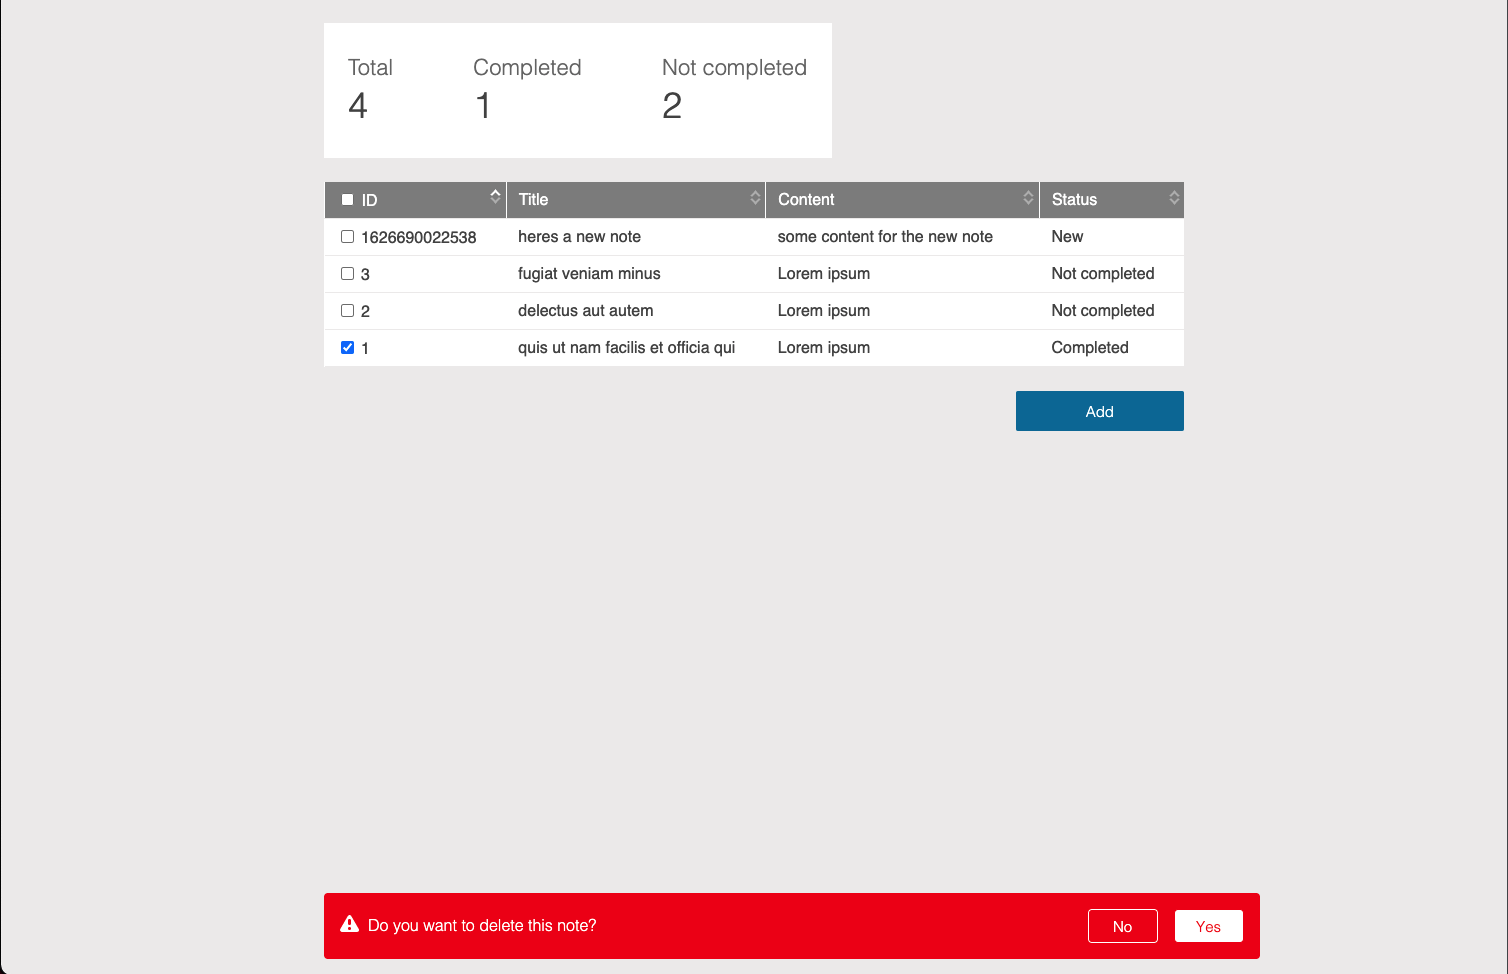 Total Completed Not completed
4 1 2
ID Title Content Status
1626690022538 heres a new note some content for the new note New
3 fugiat veniam minus Lorem ipsum Not completed
2 delectus aut autem Lorem ipsum Not completed
1 quis ut nam facilis et officia qui Lorem ipsum Completed
Add
Do you want to delete this note? No Yes